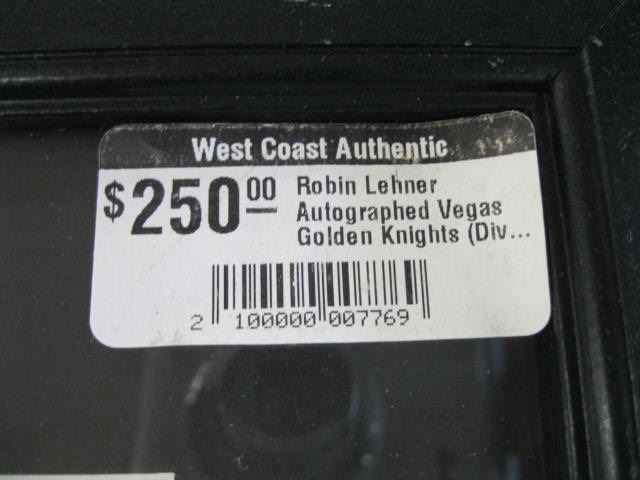 West Coast Authentic
$250.00
Robin Lehner
Autographed Vegas
Golden Knights (Div...
2 100000 007769